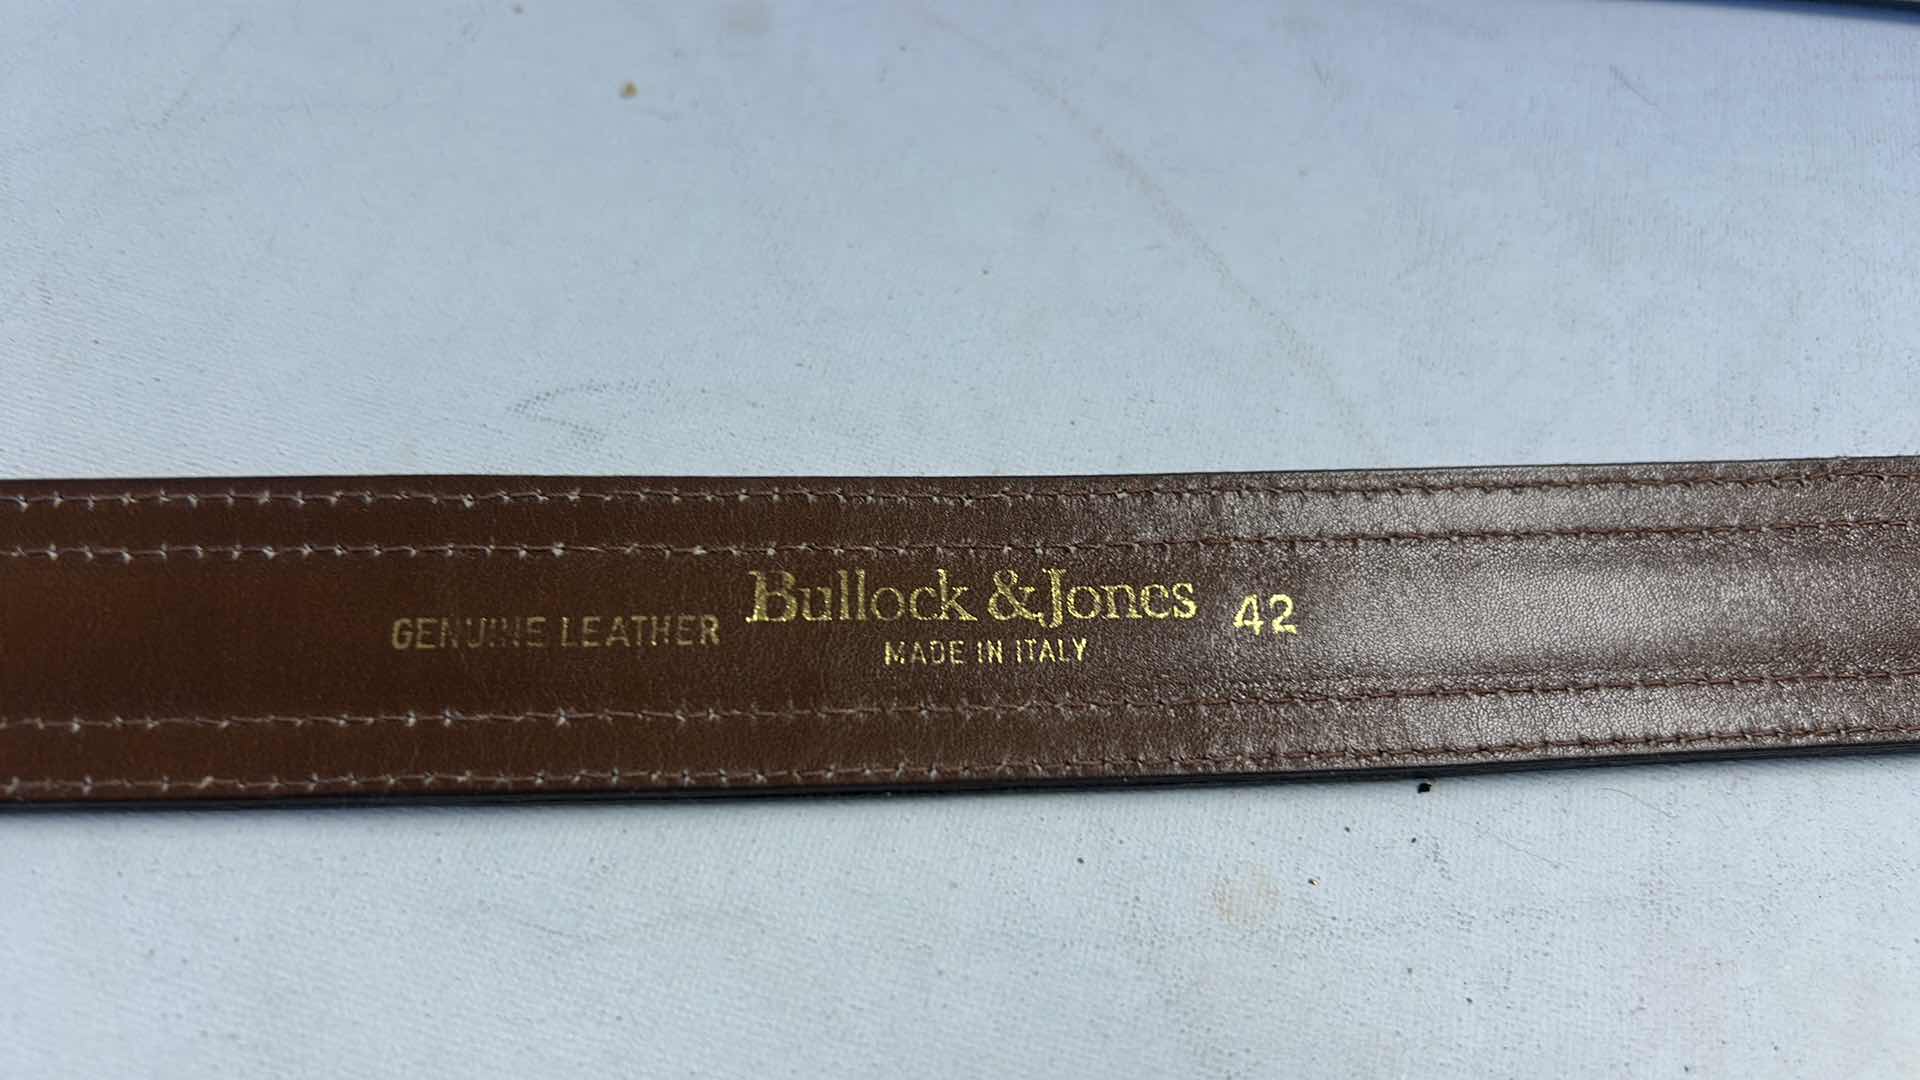 GENUINE LEATHER Bullock & Jones 42
MADE IN ITALY